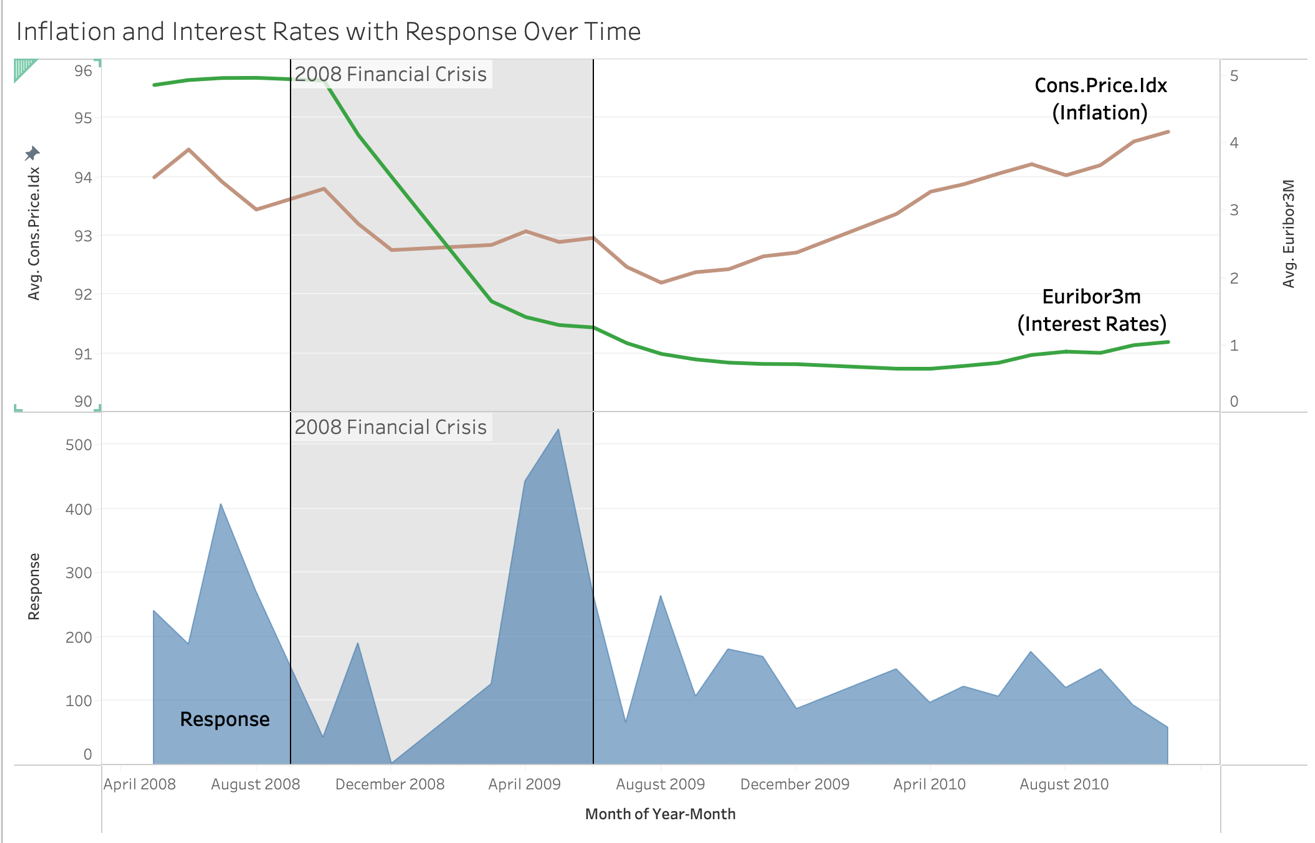 Inflation and Interest Rates with Response Over Time
2008 Financial Crisis
96
95
94
93
92
91
90
Avg. Cons.Price.Idx
Cons.Price.Idx
(Inflation)
Euribor3m
(Interest Rates)
5
4
3
2
1
0
Avg. Euribor3M
2008 Financial Crisis
500
400
300
200
100
0
Response
Response
April 2008 August 2008 December 2008 April 2009 August 2009 December 2009 April 2010 August 2010
Month of Year-Month